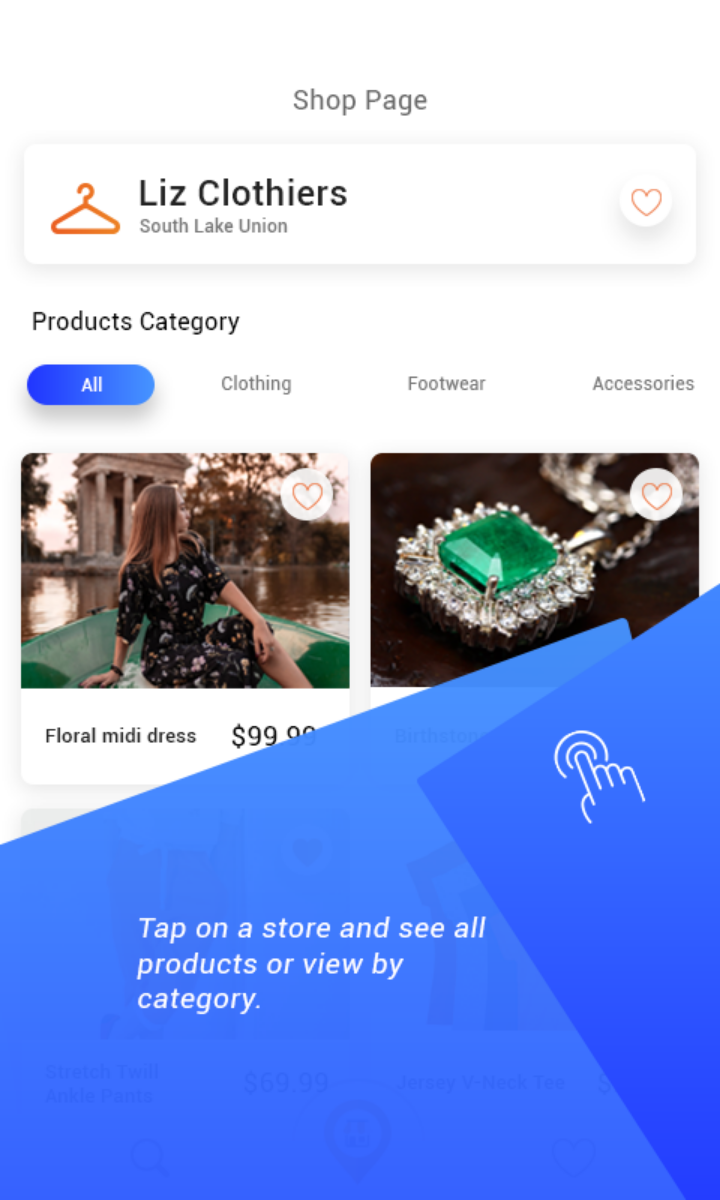 Shop Page
Liz Clothiers
South Lake Union
Products Category
All Clothing Footwear Accessories
Floral midi dress $99.99
Tap on a store and see all
products or view by
category.
Stretch Twill
Ankle Pants
$69.99
Jersey V-Neck Tee